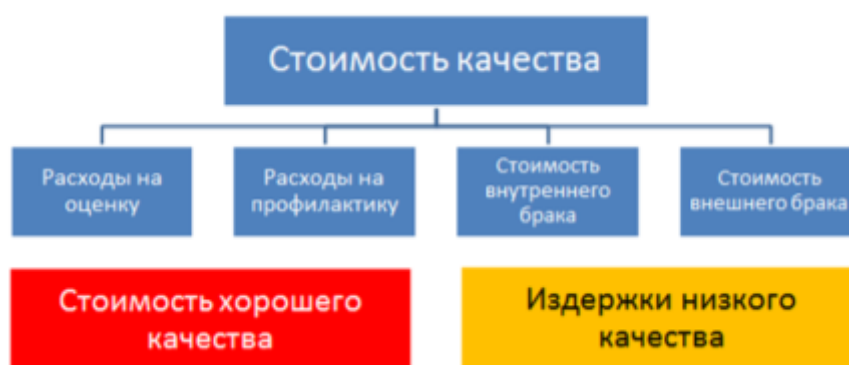 Стоимость качества
Расходы на
оценку
Расходы на
профилактику
Стоимость
внутреннего
брака
Стоимость
внешнего брака
Стоимость хорошего
качества
Издержки низкого
качества